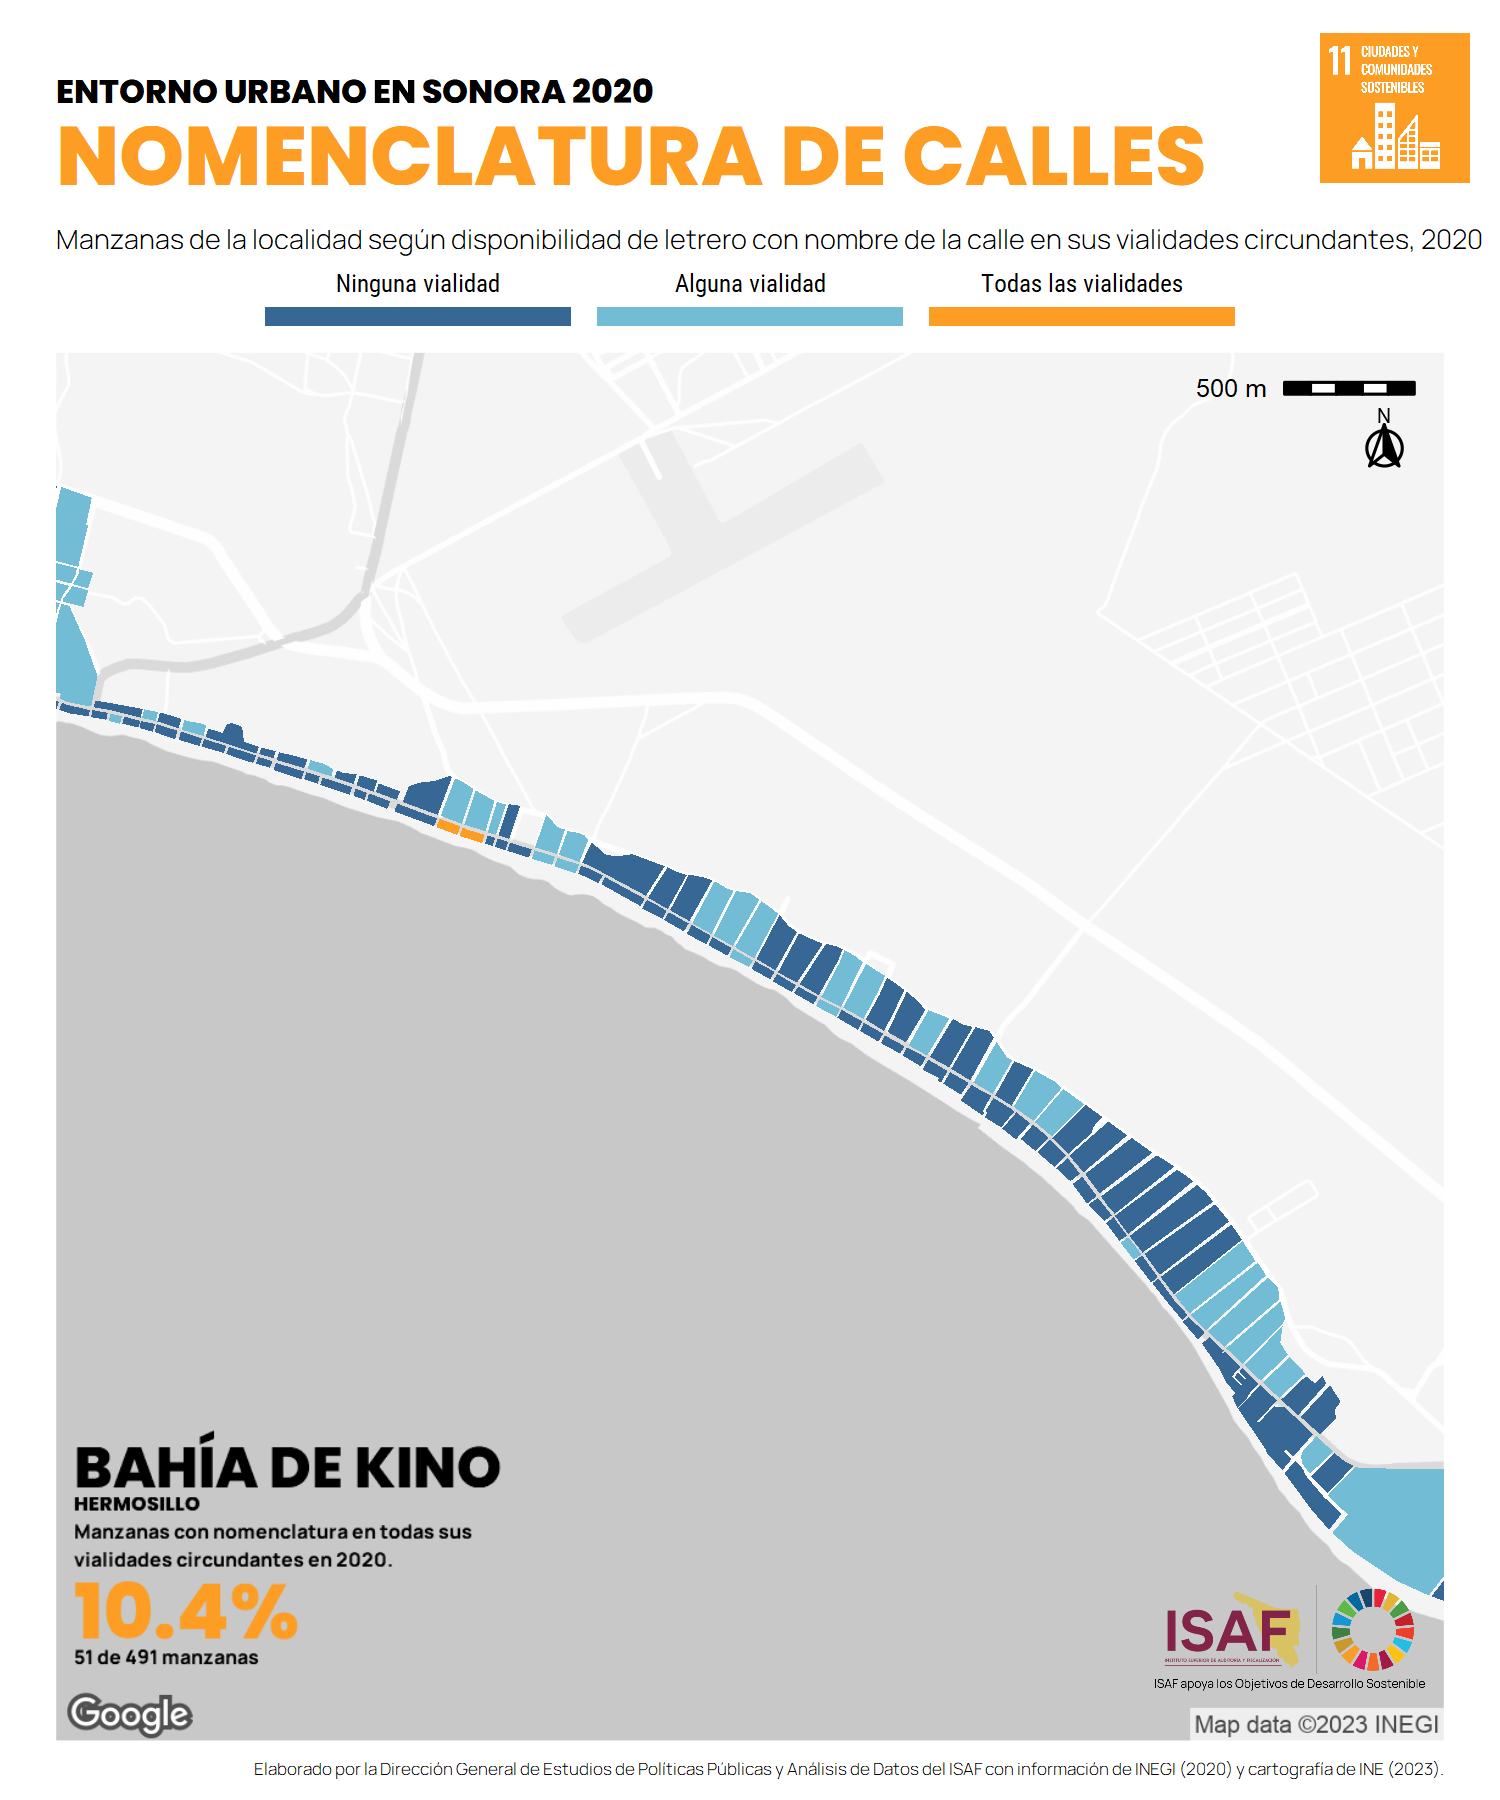 11 CIUDADES Y
COMUNIDADES
SOSTENIBLES
ENTORNO URBANO EN SONORA 2020
NOMENCLATURA DE CALLES
Manzanas de la localidad según disponibilidad de letrero con nombre de la calle en sus vialidades circundantes, 2020
Ninguna vialidad Alguna vialidad Todas las vialidades
500 m
N
BAHÍA DE KINO
HERMOSILLO
Manzanas con nomenclatura en todas sus
vialidades circundantes en 2020.
10.4%
51 de 491 manzanas
ISAF
INSTITUTO SUPERIOR DE AUDITORÍA Y FISCALIZACIÓN
ISAF apoya los Objetivos de Desarrollo Sostenible
Google
Map data ©2023 INEGI
Elaborado por la Dirección General de Estudios de Políticas Públicas y Análisis de Datos del ISAF con información de INEGI (2020) y cartografía de INE (2023).